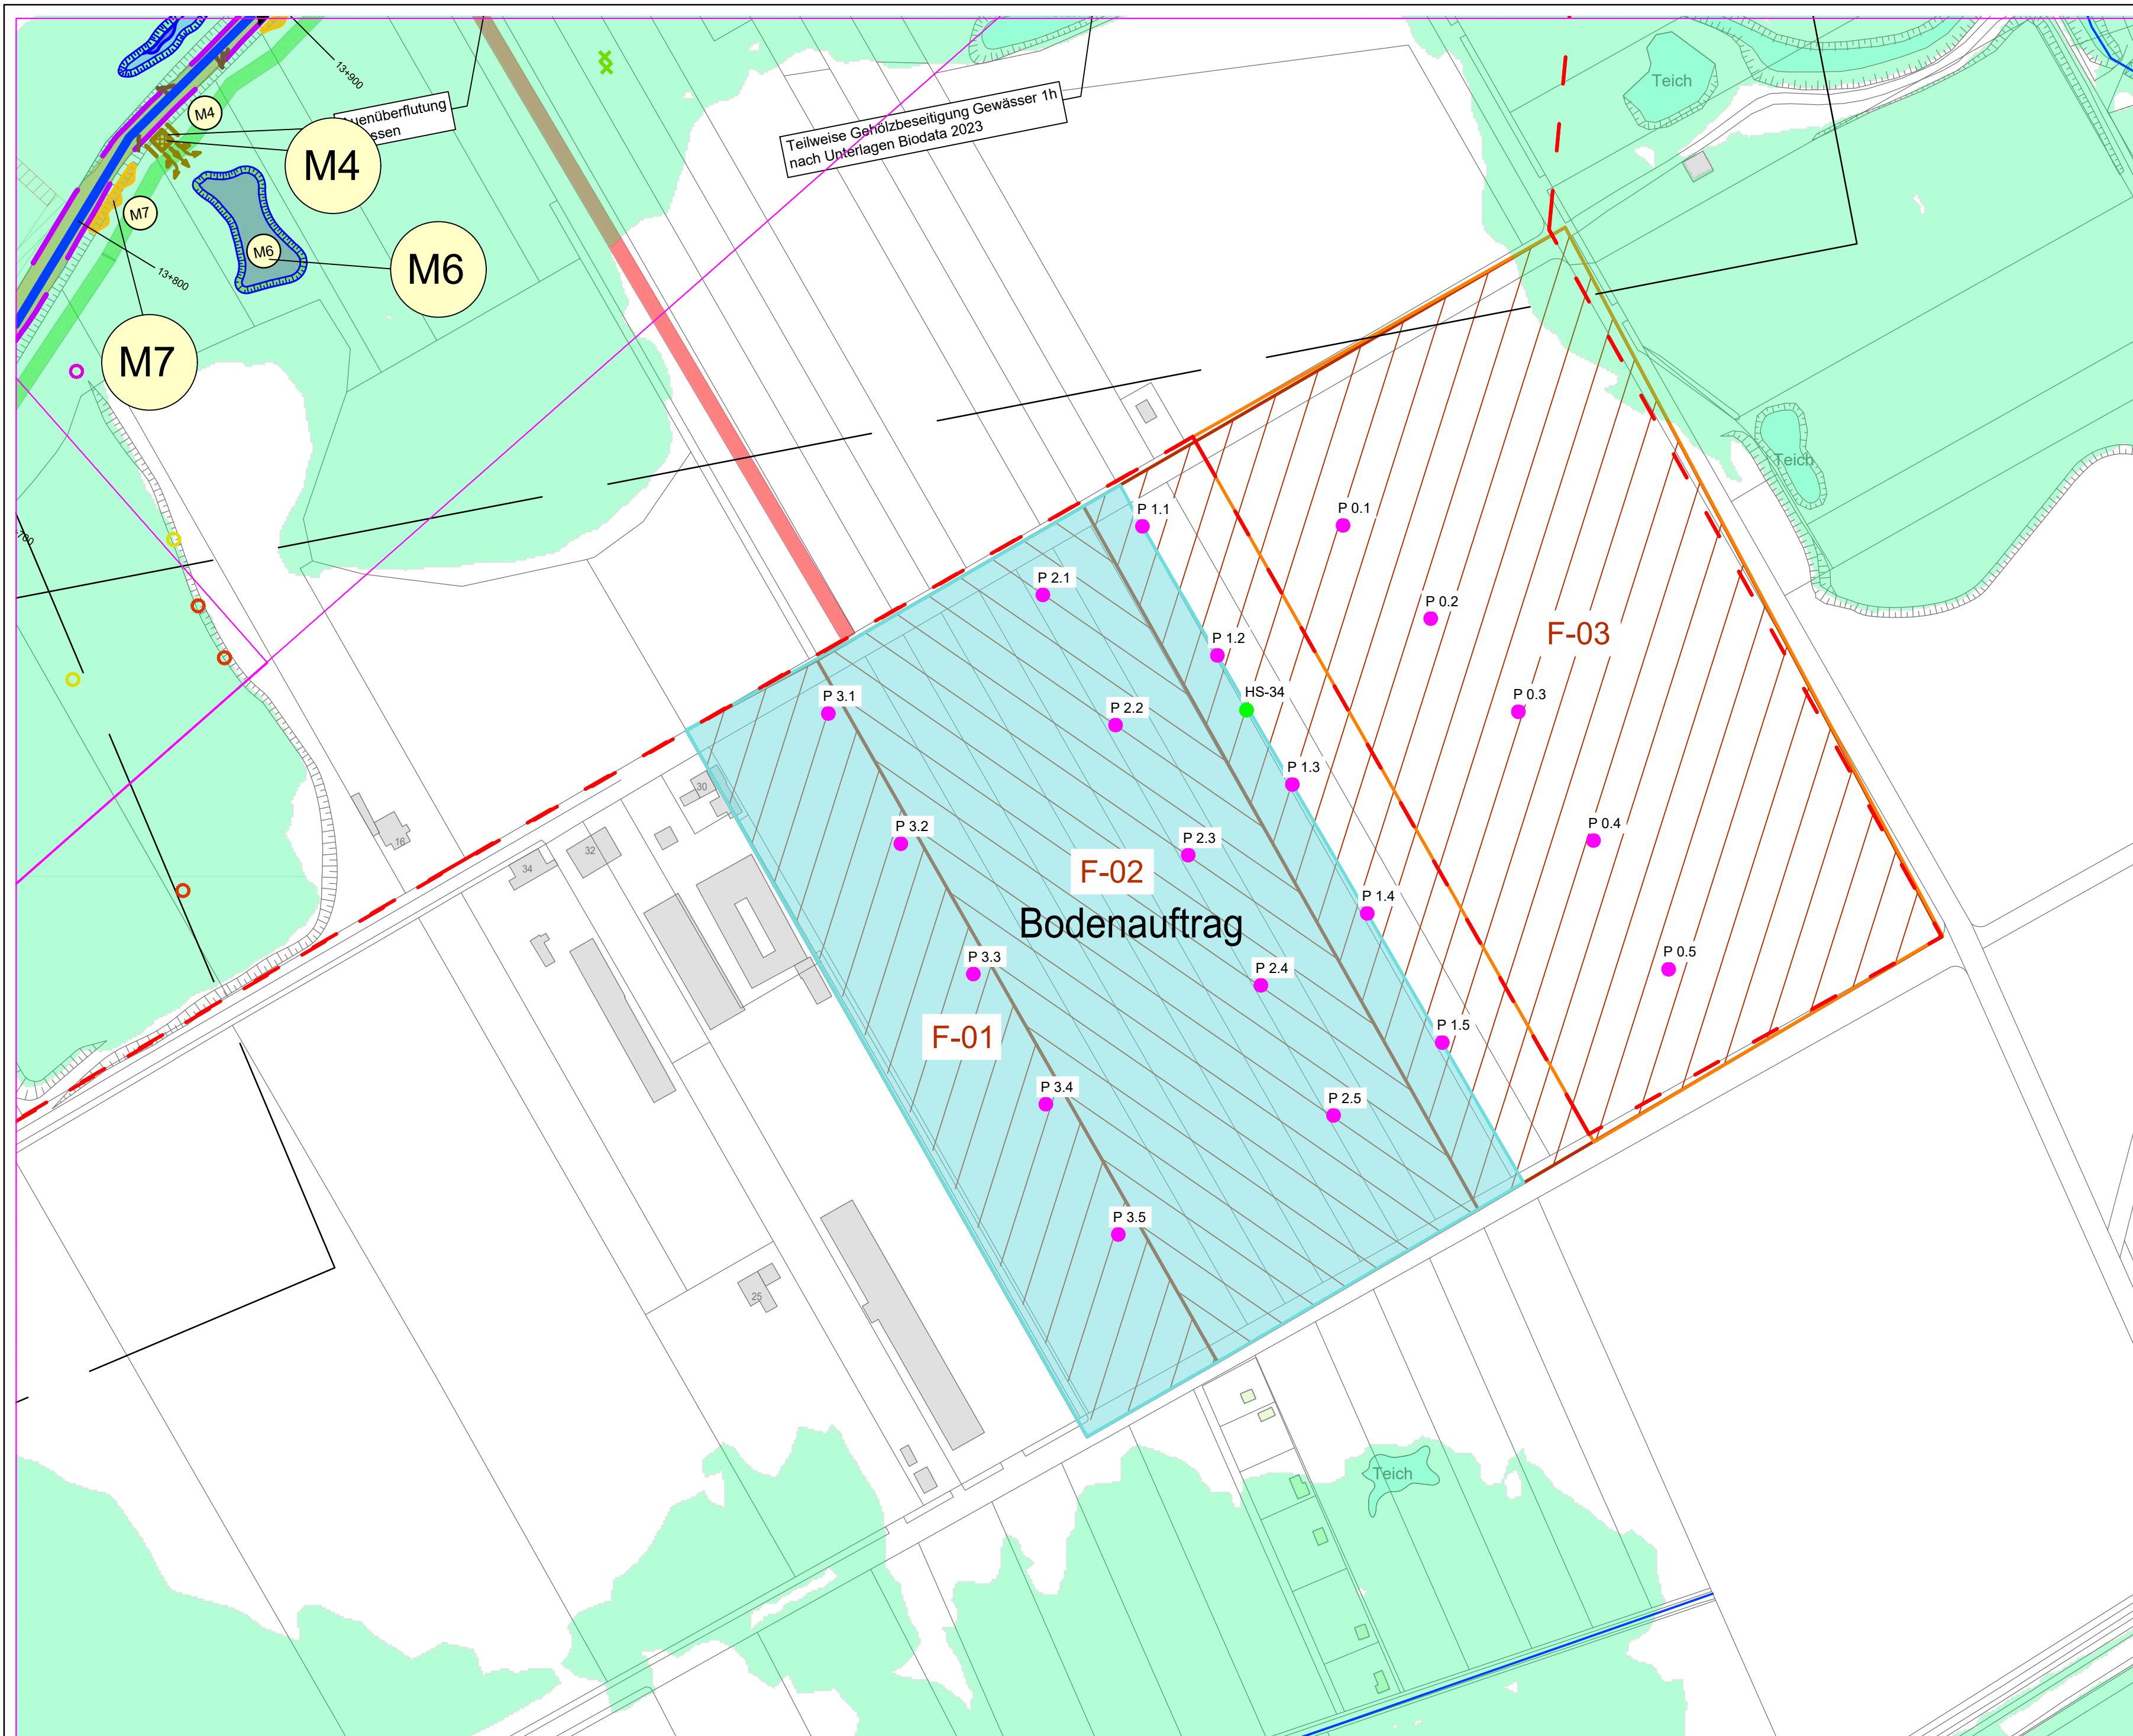 13+900
M4
Auenüberflutung
ssen
M4
Teilweise Gehölzbeseitigung Gewässer 1h
nach Unterlagen Biodata 2023
Teich
M7
M6
M6
13+800
M7
Teich
P 1.1
P 0.1
700
P 2.1
P 0.2
F-03
P 1.2
HS-34
P 3.1
P 2.2
P 0.3
P 1.3
30
P 3.2
P 2.3
P 0.4
16
32
34
F-02
Bodenauftrag
P 1.4
P 3.3
P 2.4
P 0.5
F-01
P 1.5
P 3.4
P 2.5
P 3.5
25
Teich